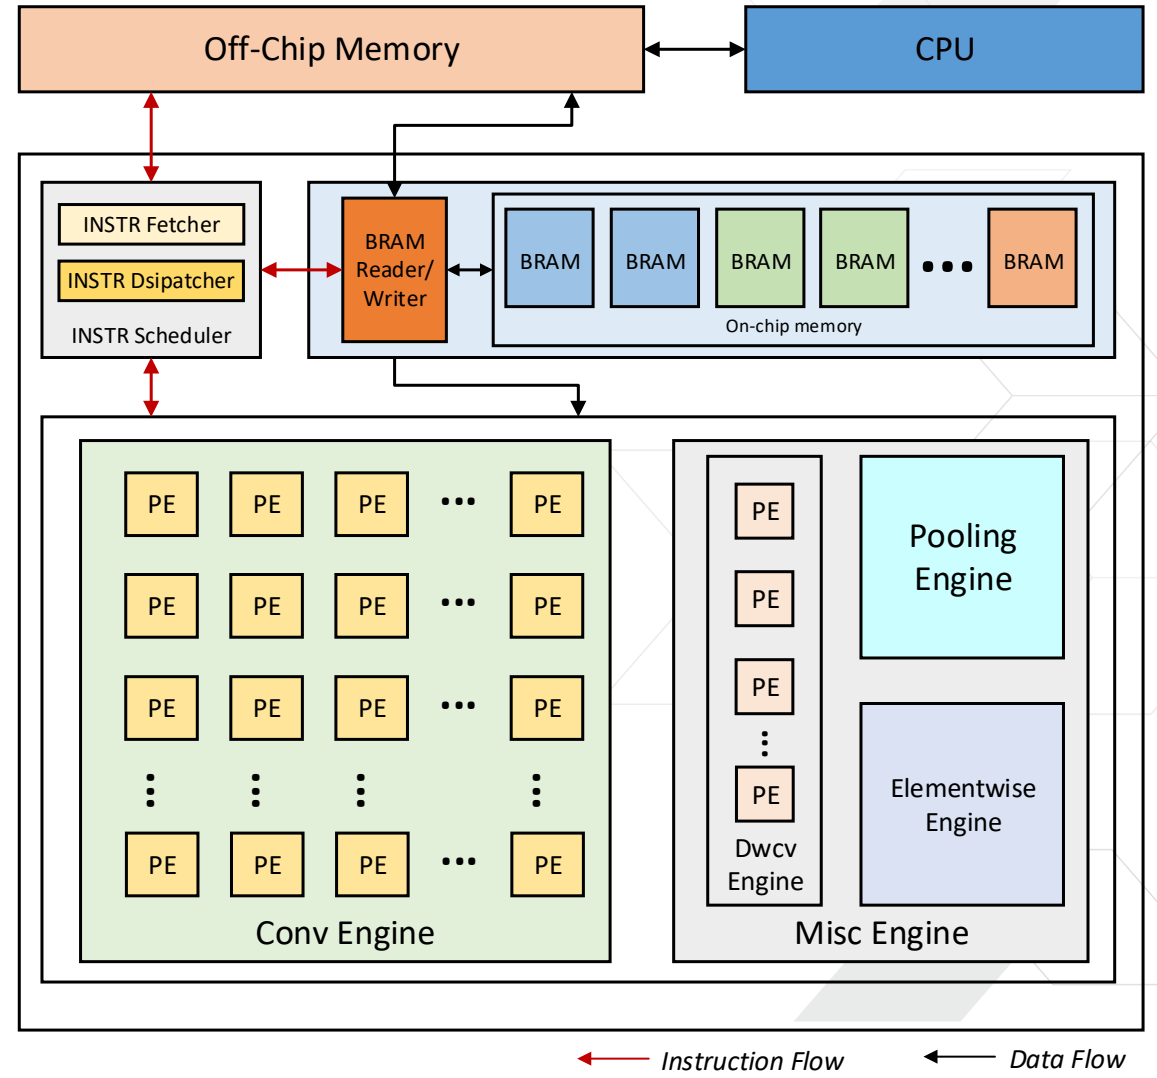 Off-Chip Memory
CPU
INSTR Fetcher
INSTR Dsipatcher
INSTR Scheduler
BRAM
Reader/
Writer
BRAM
BRAM
BRAM
BRAM
BRAM
On-chip memory
PE PE PE PE
PE PE PE PE
PE PE PE PE
PE PE PE PE
Conv Engine
PE
PE
PE
PE
Dwcv
Engine
Pooling
Engine
Elementwise
Engine
Misc Engine
Instruction Flow
Data Flow